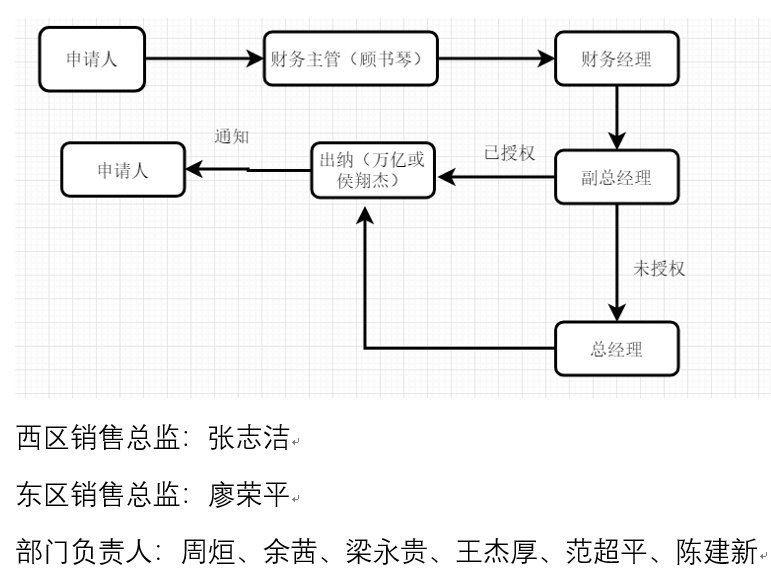 申请人
财务主管（顾书琴）
财务经理
通知
申请人
出纳（万亿或
侯翔杰）
已授权
副总经理
未授权
总经理
西区销售总监：张志洁
东区销售总监：廖荣平
部门负责人：周烜、余茜、梁永贵、王杰厚、范超平、陈建新